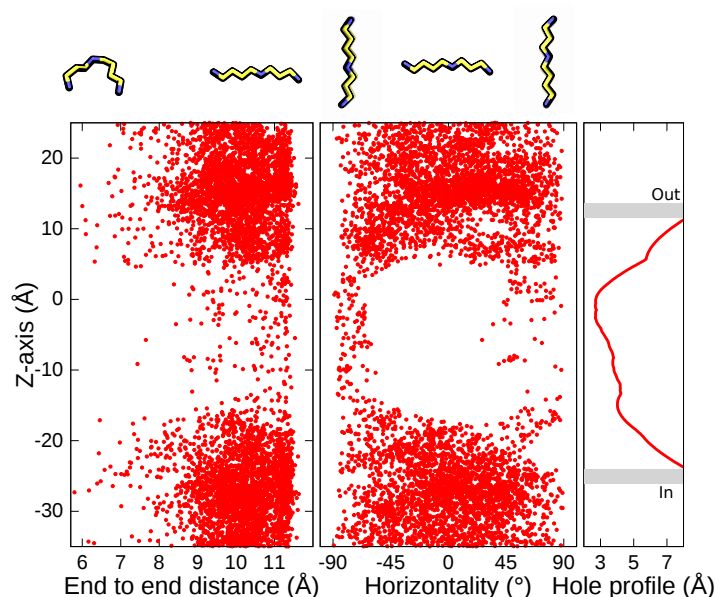 20
10
0
-10
-20
-30
Z-axis (Å)
Out
In
6 7 8 9 10 11
-90 -45 0 45 90
3 5 7
End to end distance (Å) Horizontality (°) Hole profile (Å)